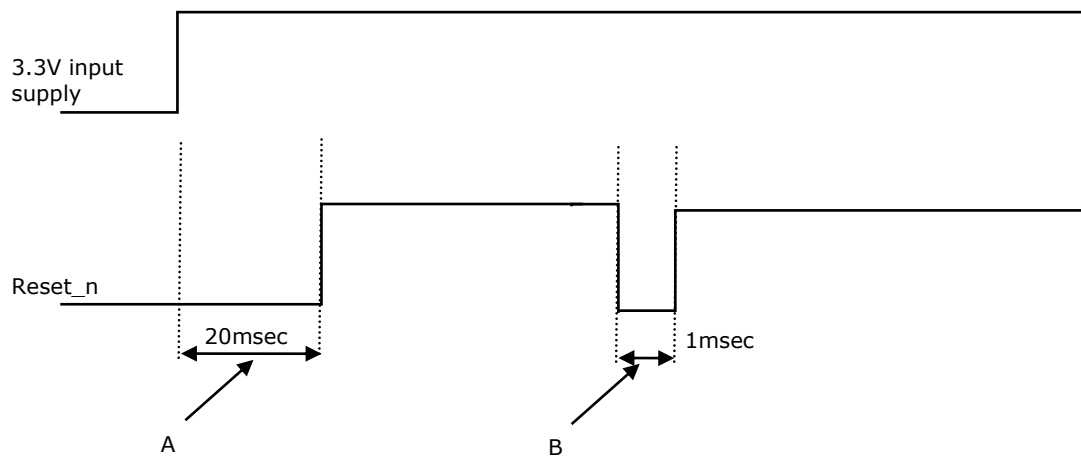 3.3V input
supply
Reset_n
20msec
1msec
A
B